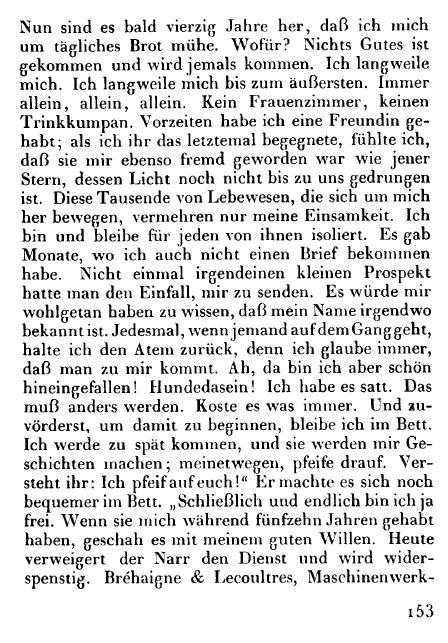 Nun sind es bald vierzig Jahre her, daß ich mich
um tägliches Brot mühe. Wofür? Nichts Gutes ist
gekommen und wird jemals kommen. Ich langweile
mich. Ich langweile mich bis zum äußersten. Immer
allein, allein, allein. Kein Frauenzimmer, keinen
Trinkkumpan. Vorzeiten habe ich eine Freundin ge-
habt; als ich ihr das letztemal begegnete, fühlte ich,
daß sie mir ebenso fremd geworden war wie jener
Stern, dessen Licht noch nicht bis zu uns gedrungen
ist. Diese Tausende von Lebewesen, die sich um mich
her bewegen, vermehren nur meine Einsamkeit. Ich
bin und bleibe für jeden von ihnen isoliert. Es gab
Monate, wo ich auch nicht einen Brief bekommen
habe. Nicht einmal irgendeinen kleinen Prospekt
hatte man den Einfall, mir zu senden. Es würde mir
wohlgetan haben zu wissen, daß mein Name irgendwo
bekannt ist. Jedesmal, wenn jemand auf dem Gang geht,
halte ich den Atem zurück, denn ich glaube immer,
daß man zu mir kommt. Ah, da bin ich aber schön
hineingefallen! Hundedasein! Ich habe es satt. Das
muß anders werden. Koste es was immer. Und zu-
vörderst, um damit zu beginnen, bleibe ich im Bett.
Ich werde zu spät kommen, und sie werden mir Ge-
schichten machen; meinetwegen, pfeife drauf. Ver-
steht ihr: Ich pfeif auf euch!“ Er machte es sich noch
bequemer im Bett. „Schließlich und endlich bin ich ja
frei. Wenn sie mich während fünfzehn Jahren gehabt
haben, geschah es mit meinem guten Willen. Heute
verweigert der Narr den Dienst und wird wider-
spenstig. Bréhaigne & Lecoultres, Maschinenwerk-
153